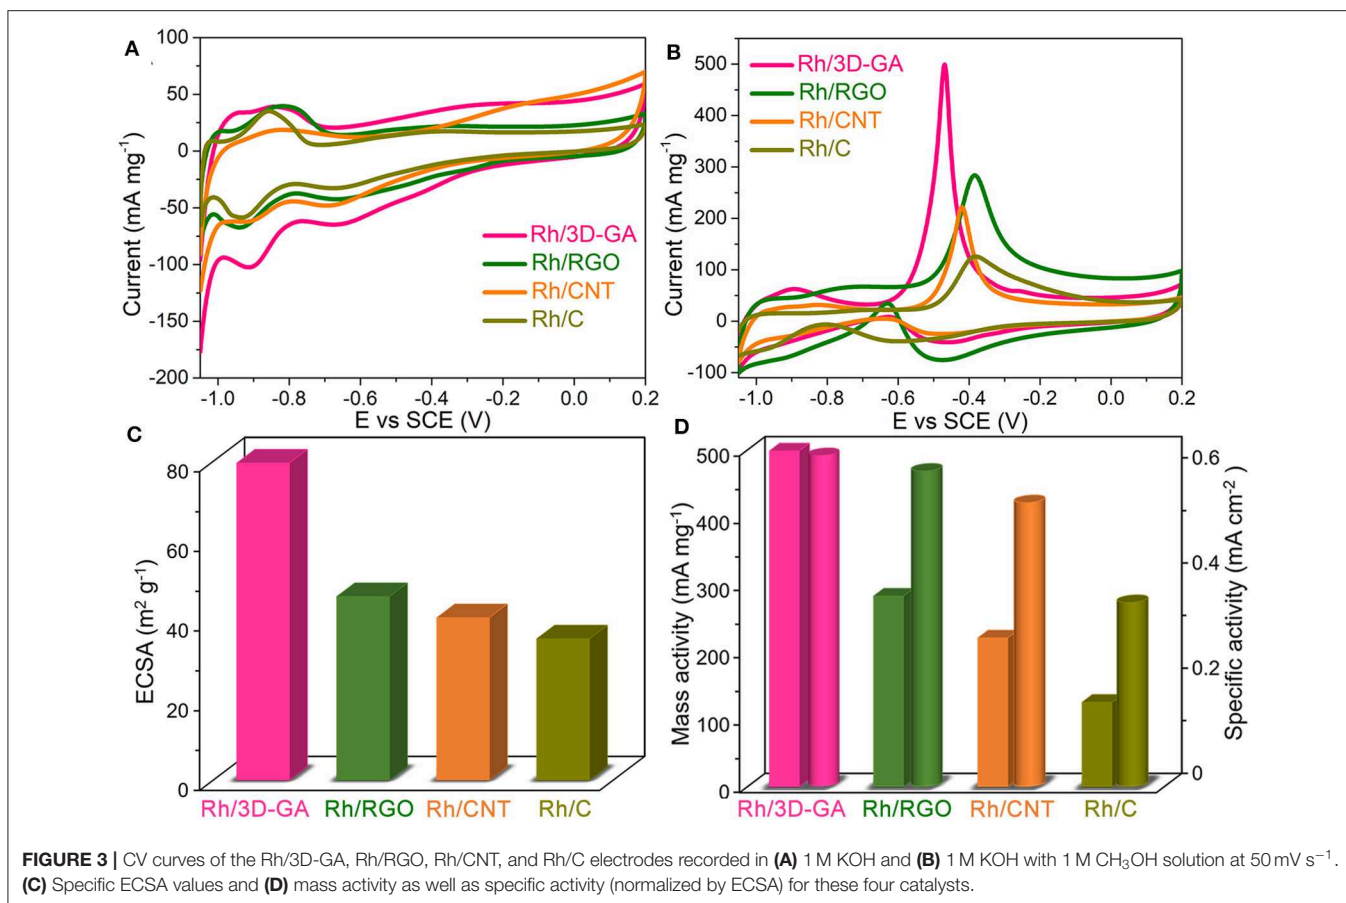 A
100
50
0
-50
-100
-150
-200
Current (mA mg-1)
Rh/3D-GA
Rh/RGO
Rh/CNT
Rh/C
-1.0 -0.8 -0.6 -0.4 -0.2 0.0 0.2
E vs SCE (V)
B
500
400
300
200
100
0
-100
Current (mA mg-1)
Rh/3D-GA
Rh/RGO
Rh/CNT
Rh/C
-1.0 -0.8 -0.6 -0.4 -0.2 0.0 0.2
E vs SCE (V)
C
80
60
40
20
0
ECSA (m2 g-1)
Rh/3D-GA Rh/RGO Rh/CNT Rh/C
D
500
400
300
200
100
0
Mass activity (mA mg-1)
0.6
0.4
0.2
0
Specific activity (mA cm-2)
Rh/3D-GA Rh/RGO Rh/CNT Rh/C
FIGURE 3 | CV curves of the Rh/3D-GA, Rh/RGO, Rh/CNT, and Rh/C electrodes recorded in (A) 1 M KOH and (B) 1 M KOH with 1 M CH3OH solution at 50 mV s−1.
(C) Specific ECSA values and (D) mass activity as well as specific activity (normalized by ECSA) for these four catalysts.